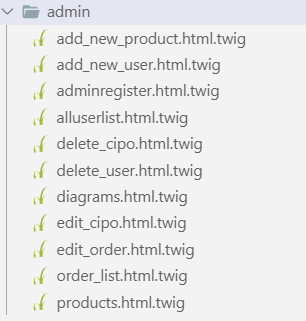 admin
add_new_product.html.twig
add_new_user.html.twig
adminregister.html.twig
alluserlist.html.twig
delete_cipo.html.twig
delete_user.html.twig
diagrams.html.twig
edit_cipo.html.twig
edit_order.html.twig
order_list.html.twig
products.html.twig